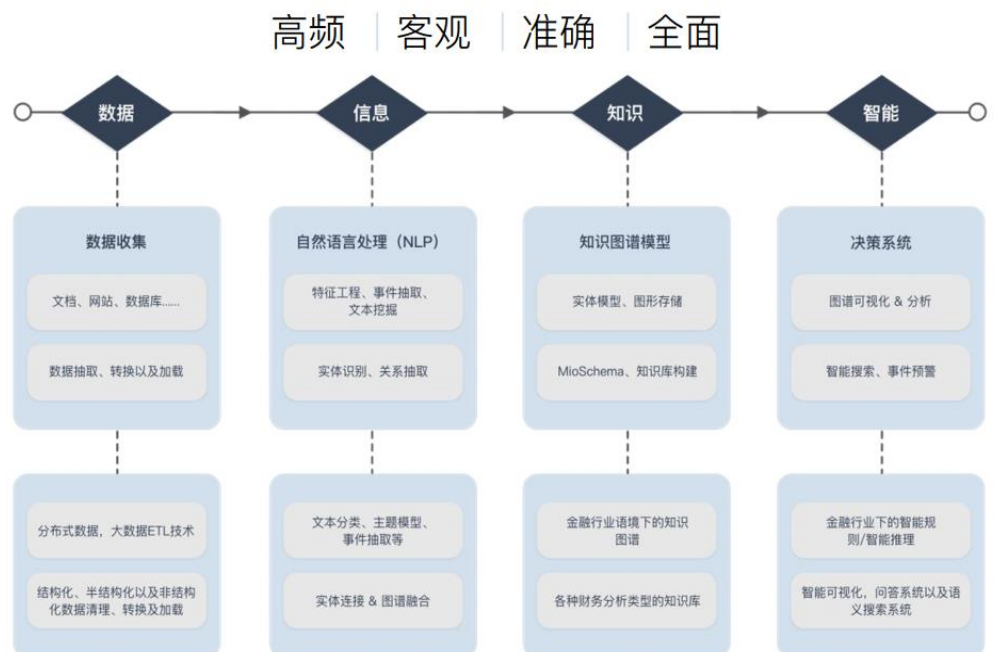 高频 客观 准确 全面
数据
信息
知识
智能
数据收集
文档、网站、数据库......
数据抽取、转换以及加载
自然语言处理（NLP）
特征工程、事件抽取、
文本挖掘
实体识别、关系抽取
知识图谱模型
实体模型、图形存储
MioSchema、知识库构建
决策系统
图谱可视化 & 分析
智能搜索、事件预警
分布式数据，大数据ETL技术
结构化、半结构化以及非结构
化数据清理、转换及加载
文本分类、主题模型、
事件抽取等
实体连接 & 图谱融合
金融行业语境下的知识
图谱
各种财务分析类型的知识库
金融行业下的智能规
则/智能推理
智能可视化，问答系统以及语
义搜索系统